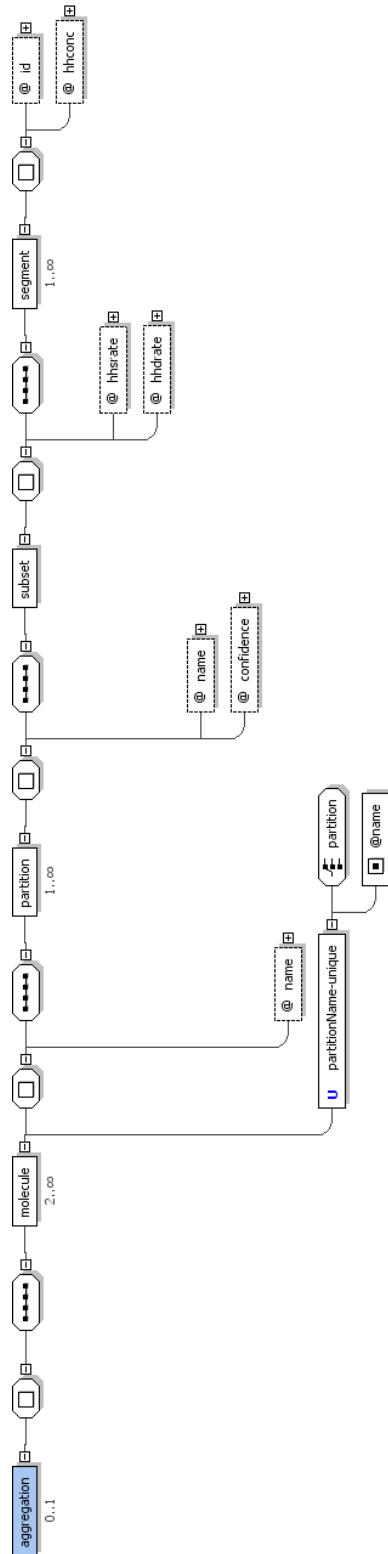 aggregation
0..1
molecule
2..∞
partition
1..∞
subset
segment
1..∞
@ id
@ hhconc
@ hhsrate
@ hhdrate
@ name
@ confidence
@ name
U partitionName-unique
partition
@name